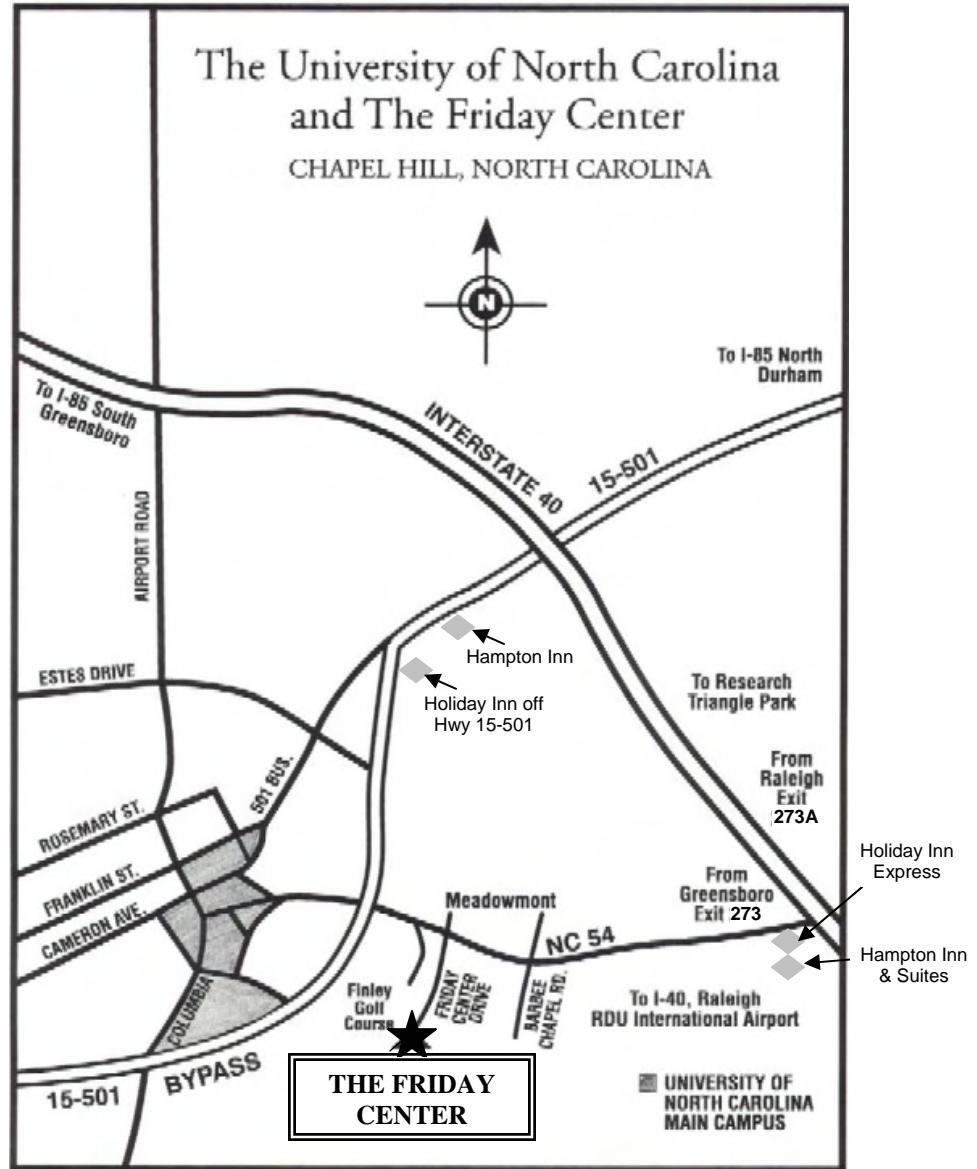 The University of North Carolina
and The Friday Center
CHAPEL HILL, NORTH CAROLINA
N
To I-85 North
Durham
To I-85 South
Greensboro
INTERSTATE 40
15-501
AIRPORT ROAD
Hampton Inn
ESTES DRIVE
Holiday Inn off
Hwy 15-501
To Research
Triangle Park
501 BUS.
From
Raleigh
Exit
273A
ROSEMARY ST.
Holiday Inn
Express
FRANKLIN ST.
From
Greensboro
Exit 273
Meadowmont
CAMERON AVE.
NC 54
Hampton Inn
& Suites
COLUMBIA
Finley
Golf
Course
FRIDAY
CENTER
DRIVE
BARBEE
CHAPEL RD.
To I-40, Raleigh
RDU International Airport
15-501
BYPASS
THE FRIDAY
CENTER
UNIVERSITY OF
NORTH CAROLINA
MAIN CAMPUS